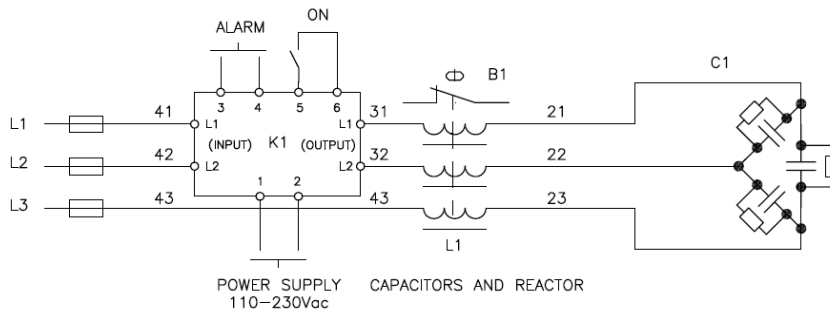 ALARM
ON
B1
C1
3 4 5 6
L1
41
L1
(INPUT)
K1
(OUTPUT)
L1
31
21
L2
42
L2
L2
32
22
1 2
L3
43
43
23
L1
POWER SUPPLY
110-230Vac
CAPACITORS AND REACTOR